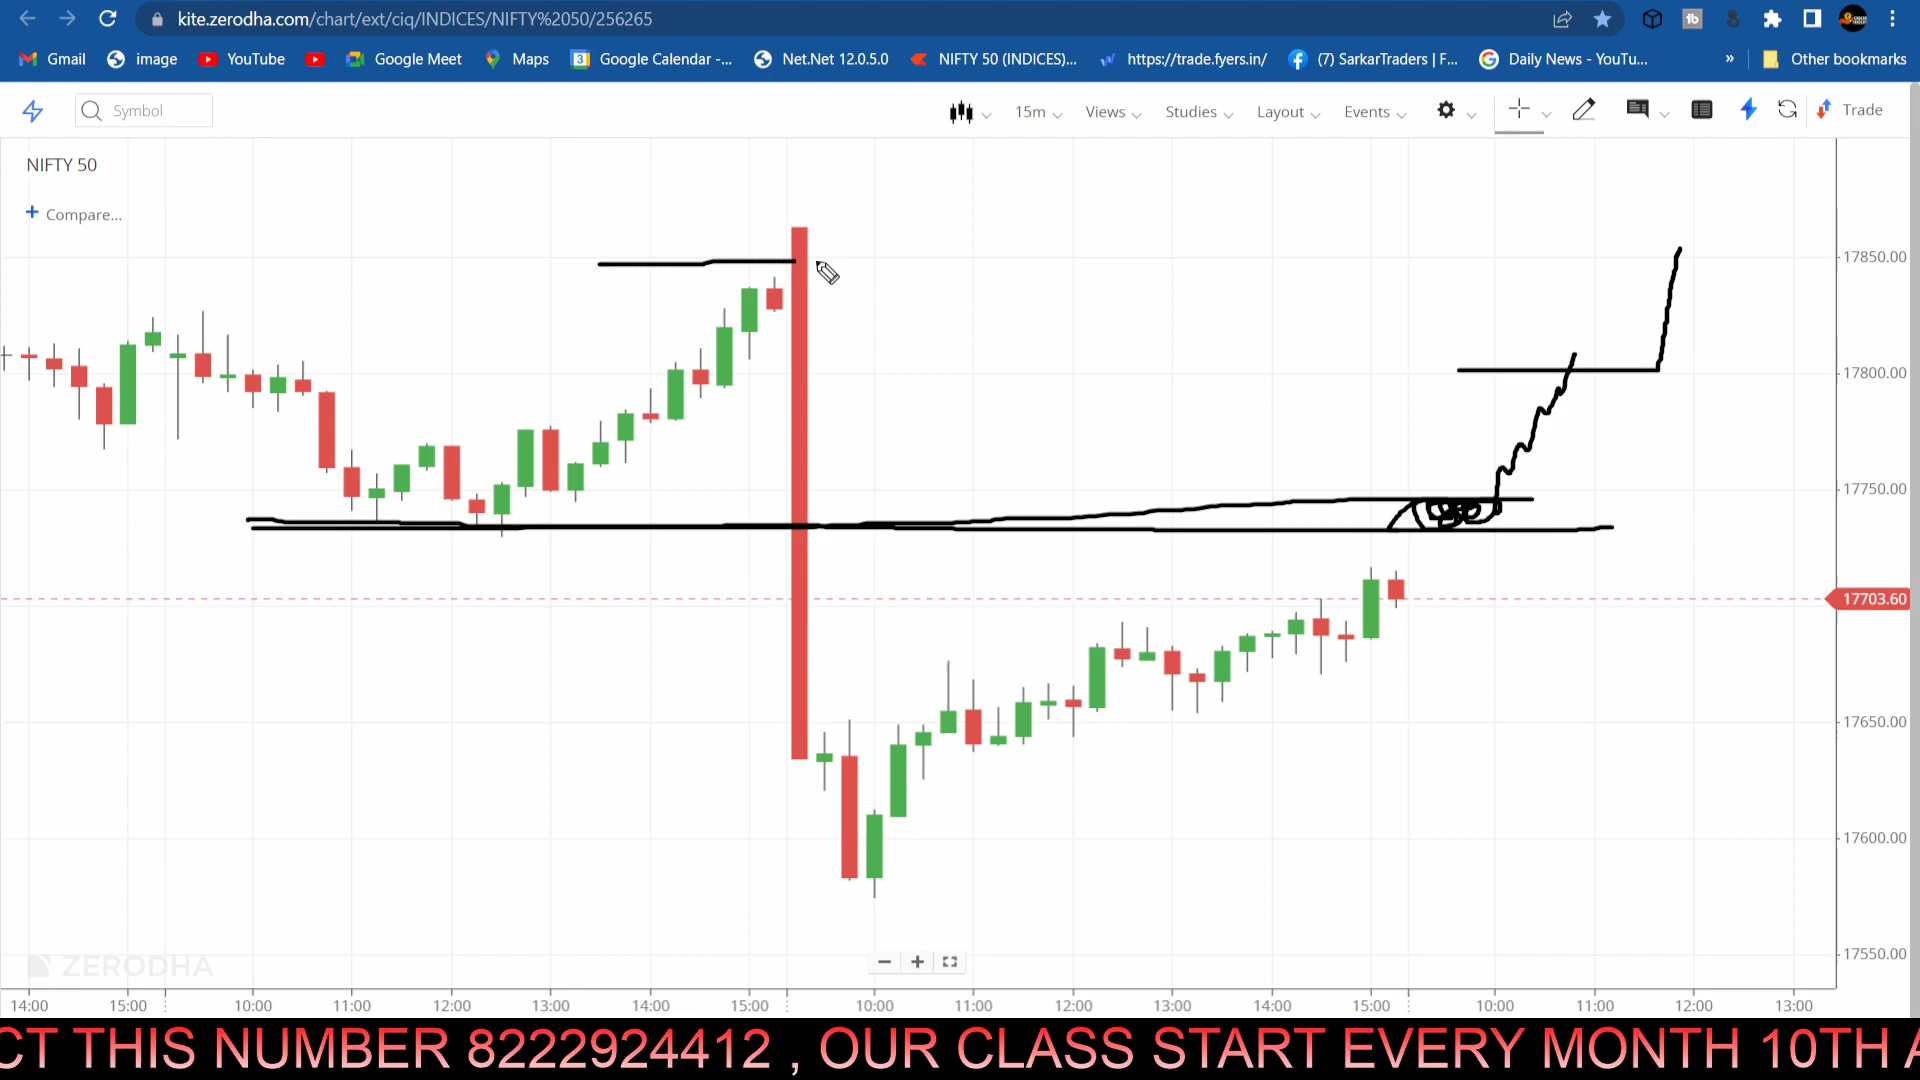 kite.zerodha.com/chart/ext/ciq/INDICES/NIFTY%2050/256265
Gmail image YouTube Google Meet Maps 3 Google Calendar -... Net.Net 12.0.5.0 NIFTY 50 (INDICES)... https://trade.fyers.in/ (7) SarkarTraders | F... Daily News - YouTu... » Other bookmarks
Symbol 15m Views Studies Layout Events Trade
NIFTY 50
+ Compare...
17850.00
17800.00
17750.00
17703.60
17650.00
17600.00
17550.00
ZERODHA
14:00 15:00 10:00 11:00 12:00 13:00 14:00 15:00 10:00 11:00 12:00 13:00 14:00 15:00 10:00 11:00 12:00 13:00
CT THIS NUMBER 8222924412 , OUR CLASS START EVERY MONTH 10TH A